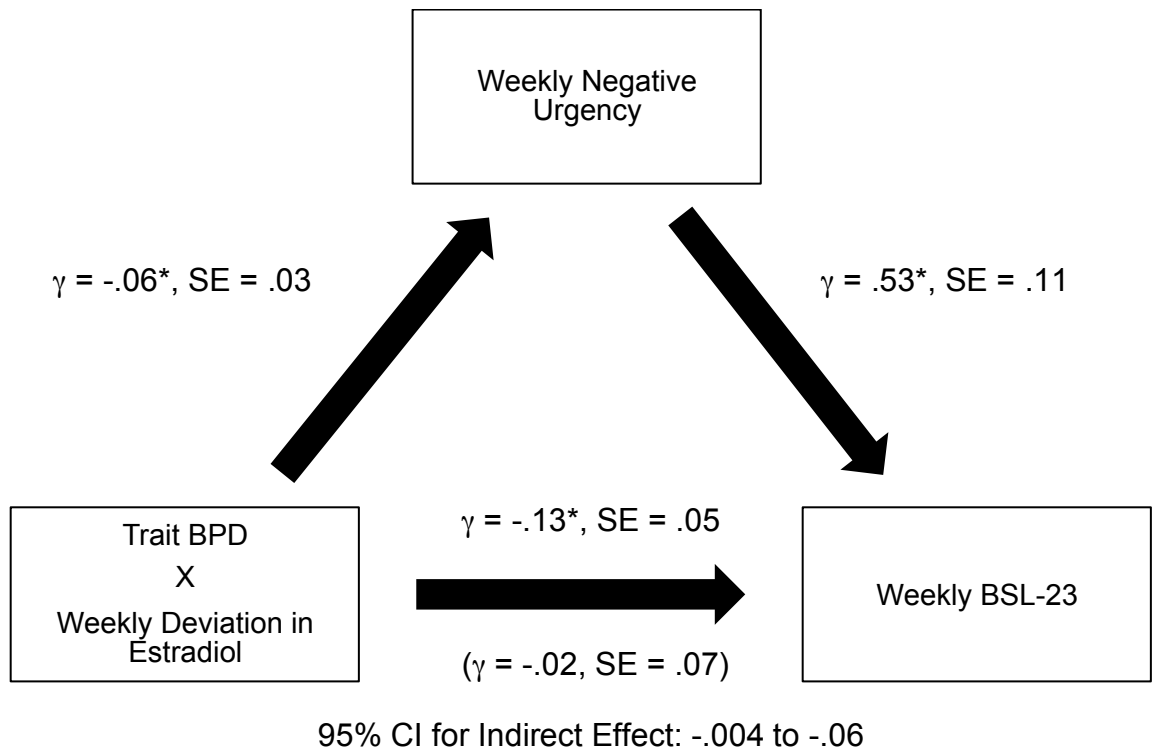 Weekly Negative
Urgency
γ = -.06*, SE = .03
γ = .53*, SE = .11
Trait BPD
X
Weekly Deviation in
Estradiol
γ = -.13*, SE = .05
(γ = -.02, SE = .07)
Weekly BSL-23
95% CI for Indirect Effect: -.004 to -.06